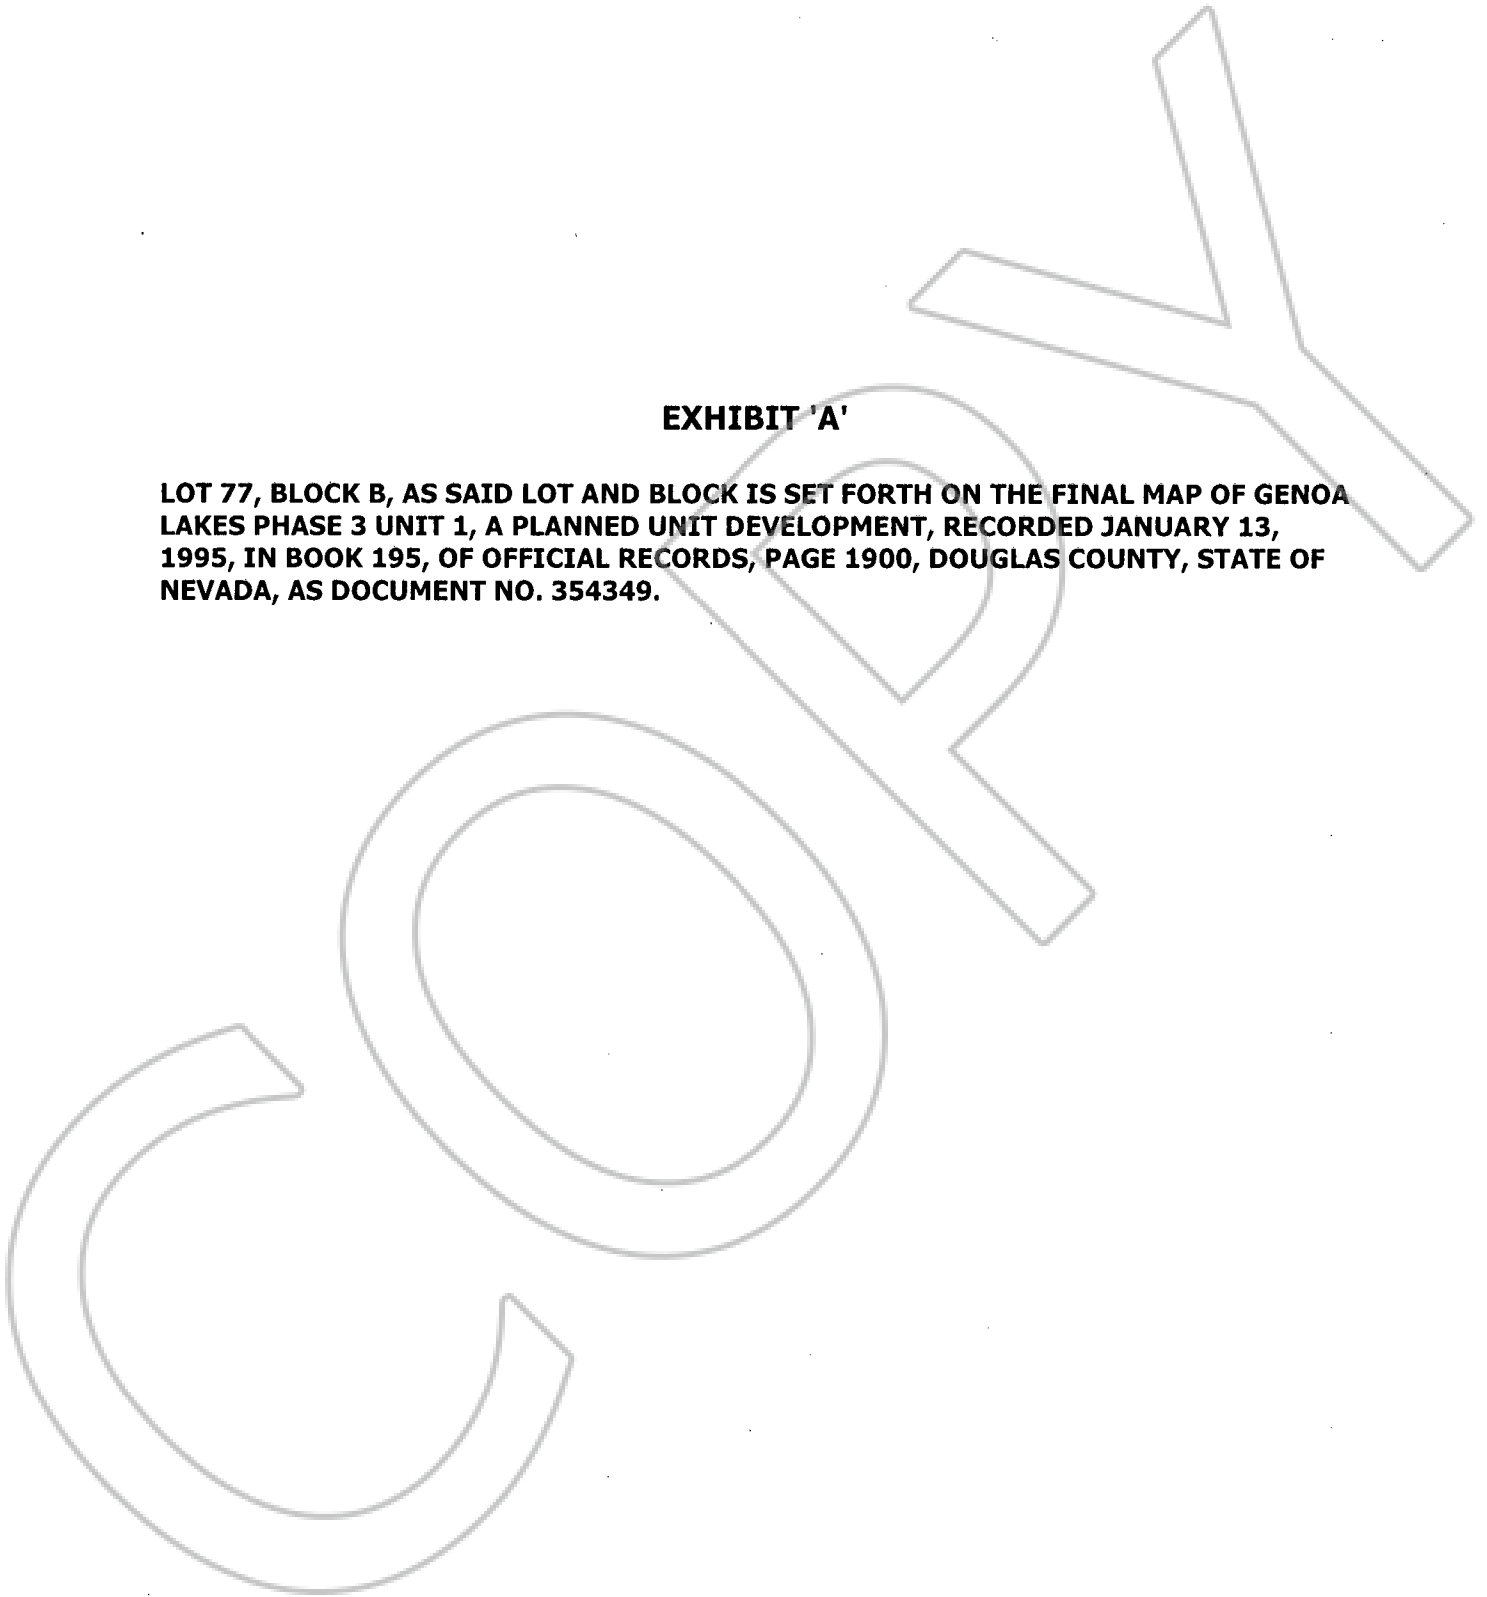 EXHIBIT 'A'
LOT 77, BLOCK B, AS SAID LOT AND BLOCK IS SET FORTH ON THE FINAL MAP OF GENOA
LAKES PHASE 3 UNIT 1, A PLANNED UNIT DEVELOPMENT, RECORDED JANUARY 13,
1995, IN BOOK 195, OF OFFICIAL RECORDS, PAGE 1900, DOUGLAS COUNTY, STATE OF
NEVADA, AS DOCUMENT NO. 354349.
COPY